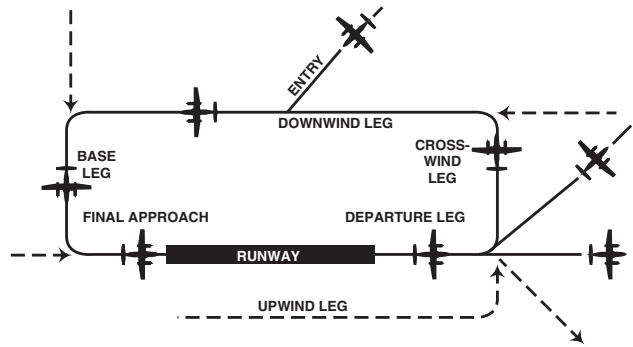 ENTRY
DOWNWIND LEG
CROSS-
WIND
LEG
BASE
LEG
FINAL APPROACH
DEPARTURE LEG
RUNWAY
UPWIND LEG